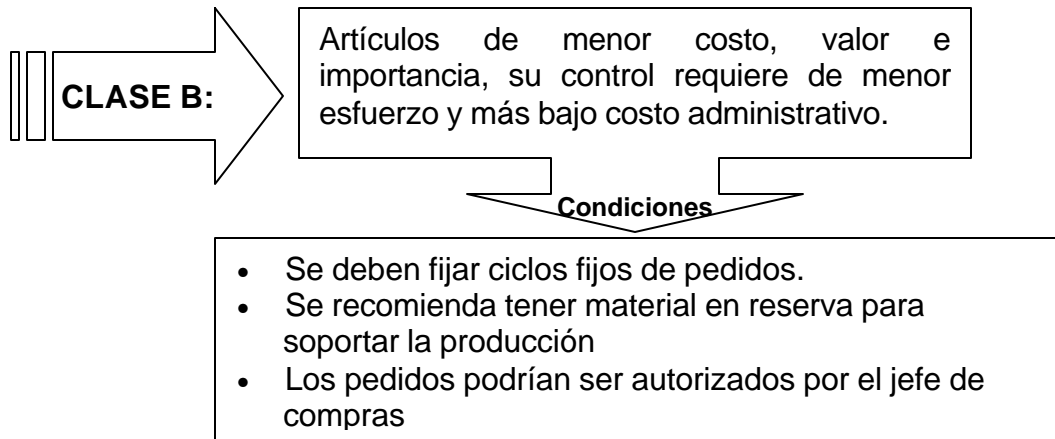 CLASE B:
Artículos de menor costo, valor e
importancia, su control requiere de menor
esfuerzo y más bajo costo administrativo.
Condiciones
• Se deben fijar ciclos fijos de pedidos.
• Se recomienda tener material en reserva para
soportar la producción
• Los pedidos podrían ser autorizados por el jefe de
compras